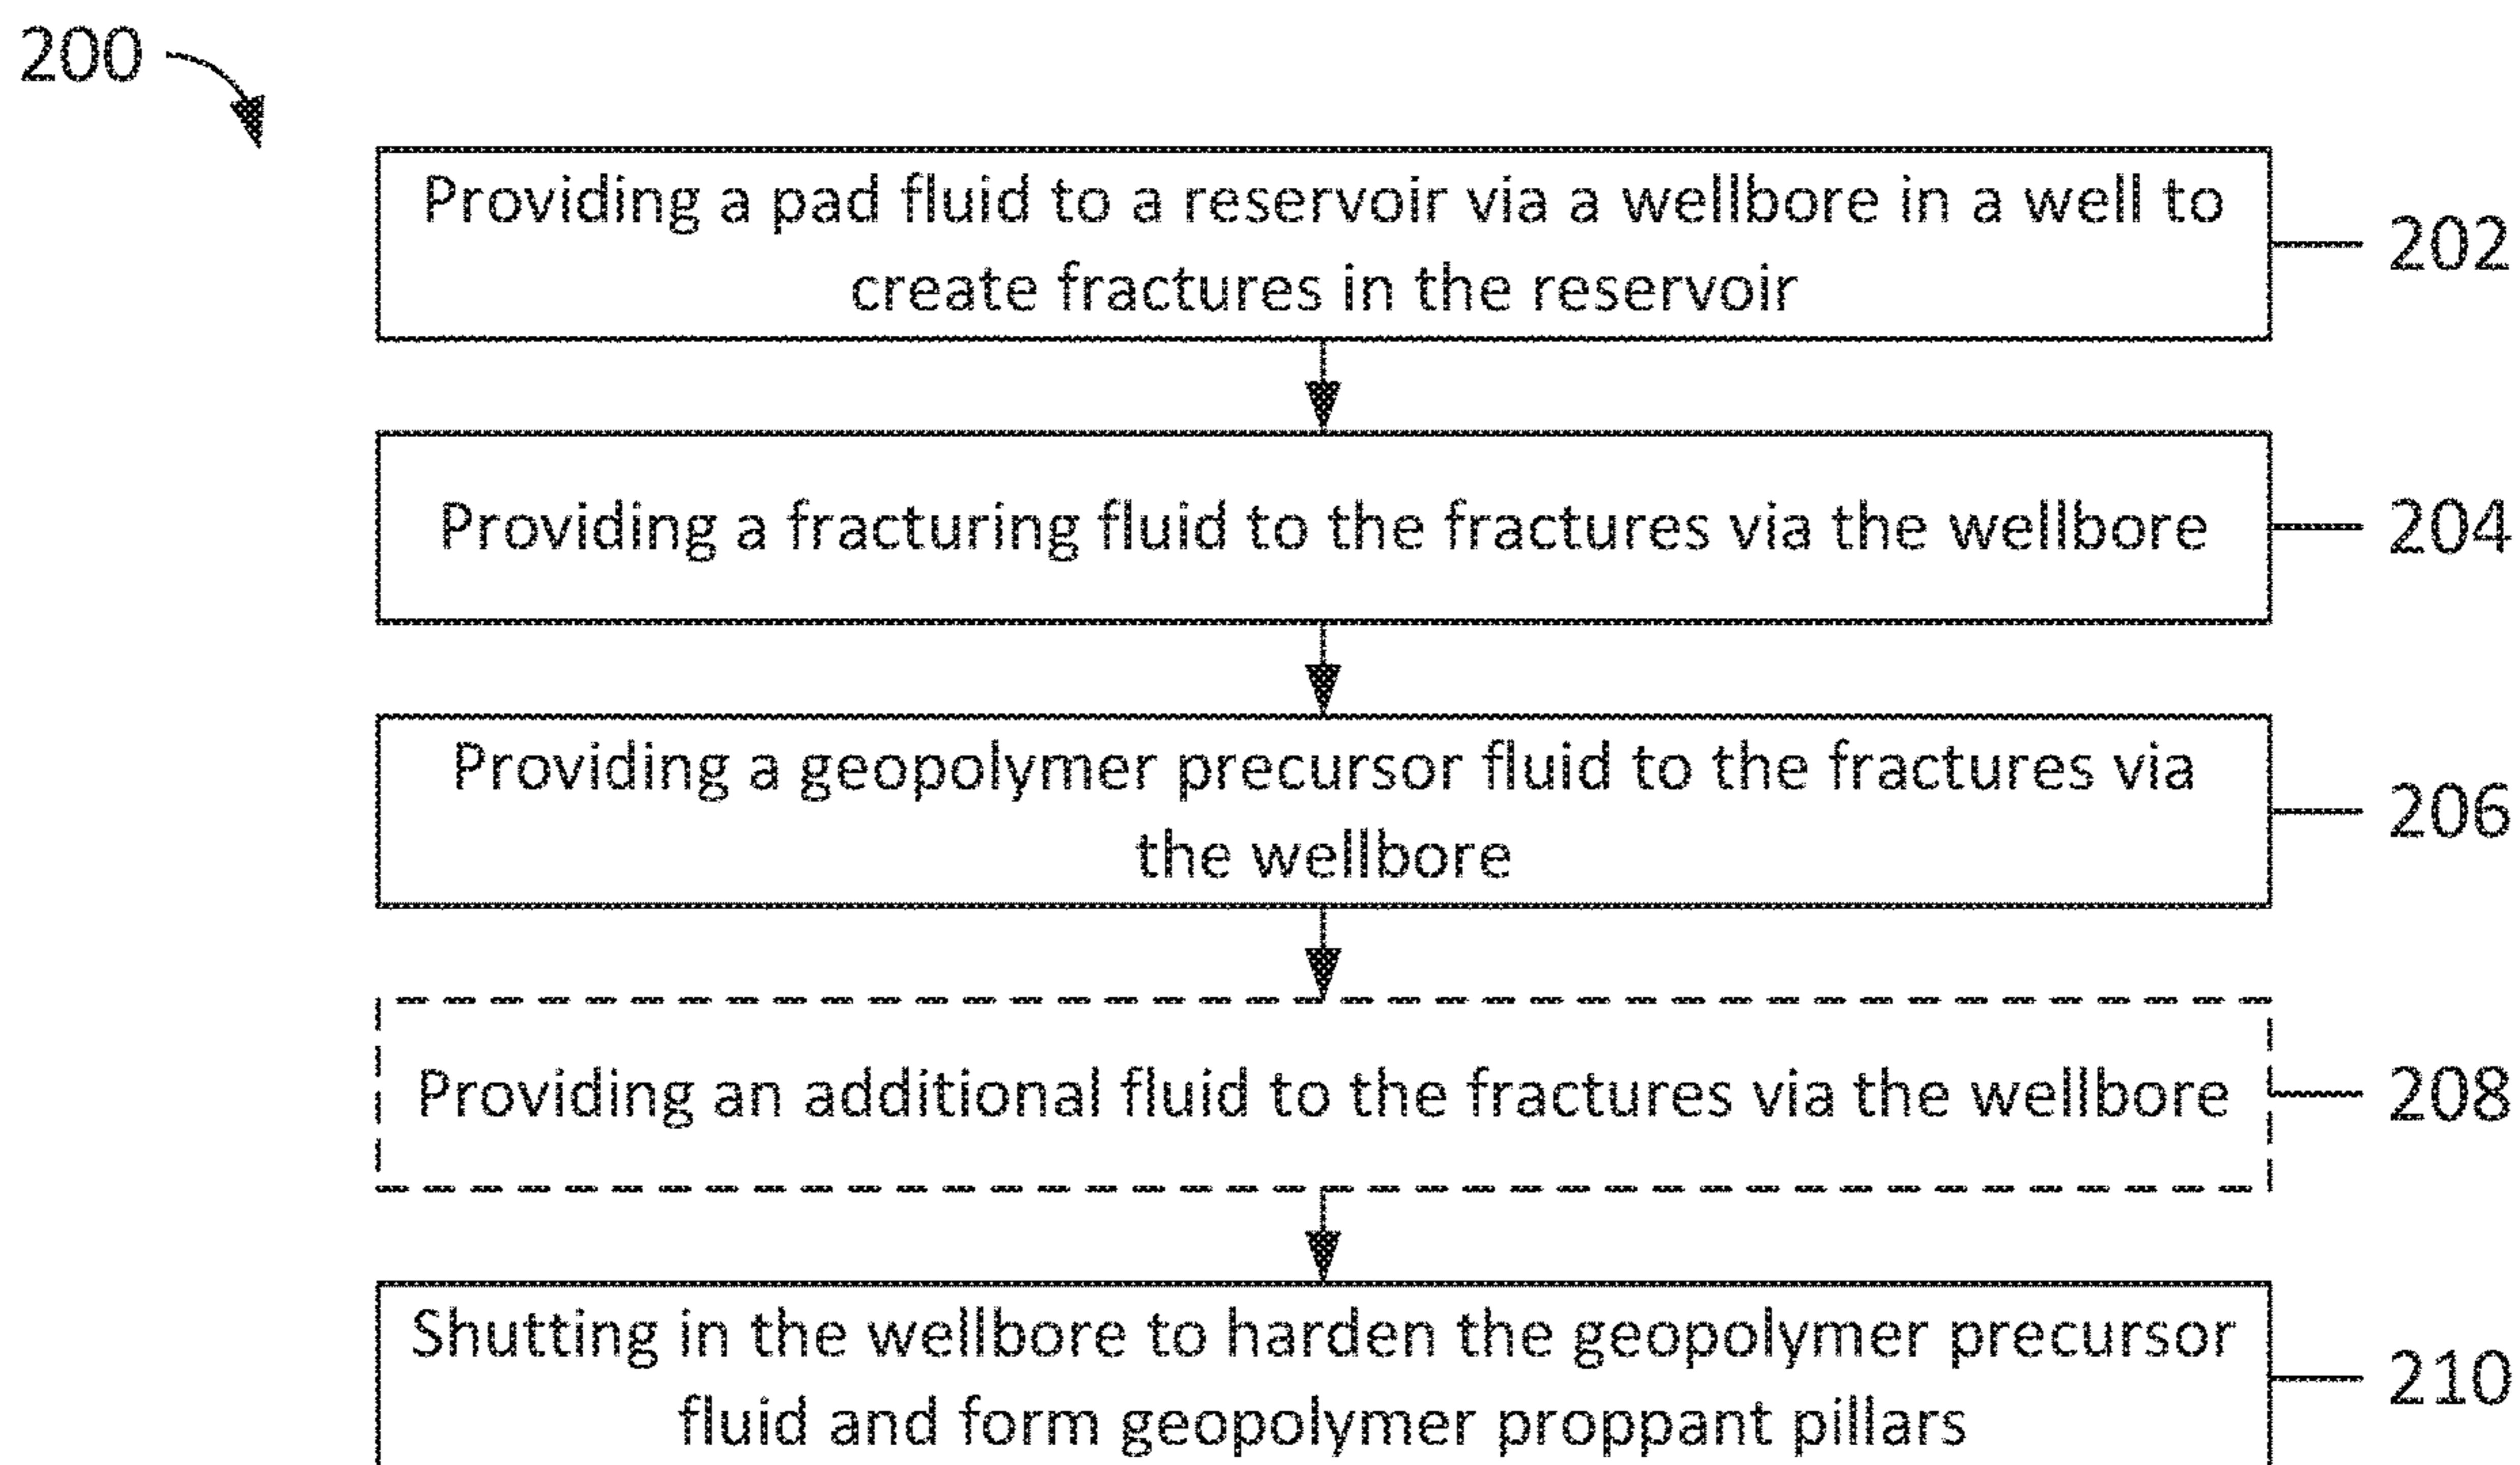 200
Providing a pad fluid to a reservoir via a wellbore in a well to
create fractures in the reservoir
202
Providing a fracturing fluid to the fractures via the wellbore
204
Providing a geopolymer precursor fluid to the fractures via
the wellbore
206
Providing an additional fluid to the fractures via the wellbore
208
Shutting in the wellbore to harden the geopolymer precursor
fluid and form geopolymer proppant pillars
210